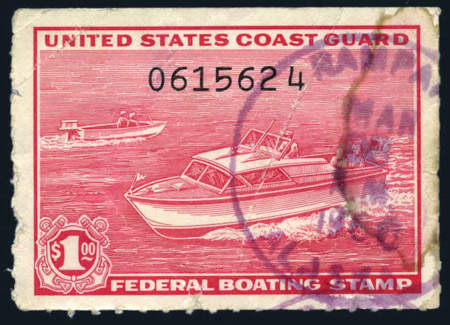 UNITED STATES COAST GUARD
0615624
$1.00
FEDERAL BOATING STAMP